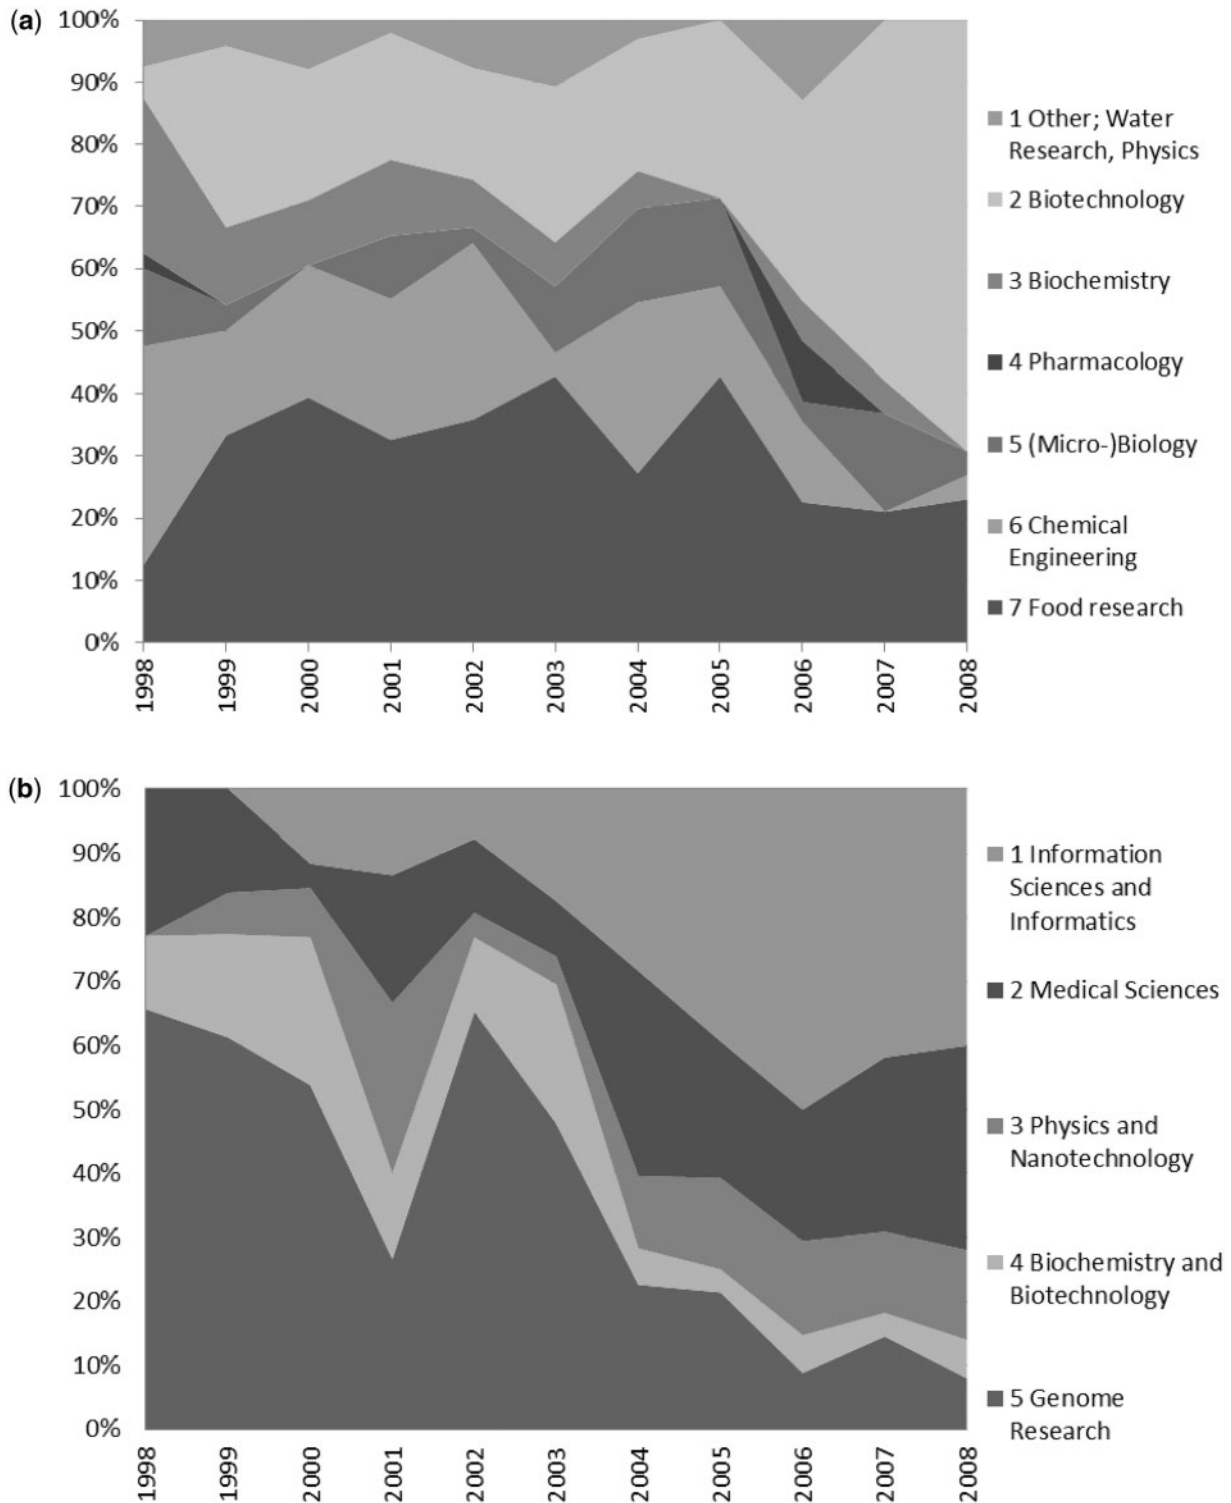 (a)
100%
90%
80%
70%
60%
50%
40%
30%
20%
10%
0%
1998
1999
2000
2001
2002
2003
2004
2005
2006
2007
2008
1 Other; Water
Research, Physics
2 Biotechnology
3 Biochemistry
4 Pharmacology
5 (Micro-)Biology
6 Chemical
Engineering
7 Food research
(b)
100%
90%
80%
70%
60%
50%
40%
30%
20%
10%
0%
1998
1999
2000
2001
2002
2003
2004
2005
2006
2007
2008
1 Information
Sciences and
Informatics
2 Medical Sciences
3 Physics and
Nanotechnology
4 Biochemistry and
Biotechnology
5 Genome
Research